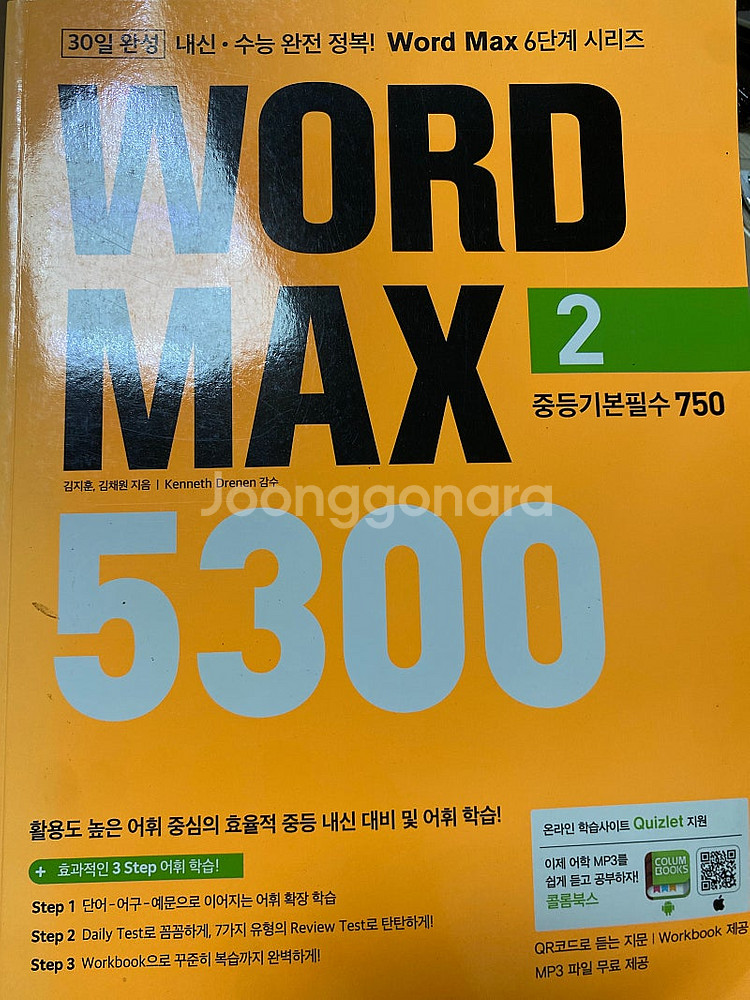 30일 완성 내신·수능 완전 정복! Word Max 6단계 시리즈
WORD
MAX
2
중등기본필수 750
김지훈, 김채원 지음 | Kenneth Drenen 감수
Joonggonara
5300
활용도 높은 어휘 중심의 효율적 중등 내신 대비 및 어휘 학습!
+ 효과적인 3 Step 어휘 학습!
Step 1 단어-어구-예문으로 이어지는 어휘 확장 학습
Step 2 Daily Test로 꼼꼼하게, 7가지 유형의 Review Test로 탄탄하게!
Step 3 Workbook으로 꾸준히 복습까지 완벽하게!
온라인 학습사이트 Quizlet 지원
이제 어학 MP3를
쉽게 듣고 공부하자!
콜롬북스
COLUM
BOOKS
QR코드로 듣는 지문 | Workbook 제공
MP3 파일 무료 제공